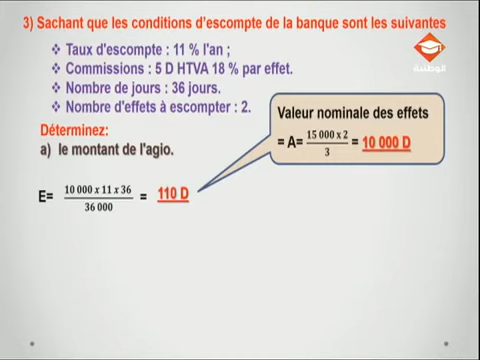 3) Sachant que les conditions d'escompte de la banque sont les suivantes
❖ Taux d'escompte : 11 % l'an ;
❖ Commissions : 5 D HTVA 18 % par effet.
❖ Nombre de jours : 36 jours.
❖ Nombre d'effets à escompter : 2.
الوطنية
Valeur nominale des effets
= A= 15 000 x 2 / 3 = 10 000 D
Déterminez:
a) le montant de l'agio.
E= 10 000 x 11 x 36 / 36 000 = 110 D